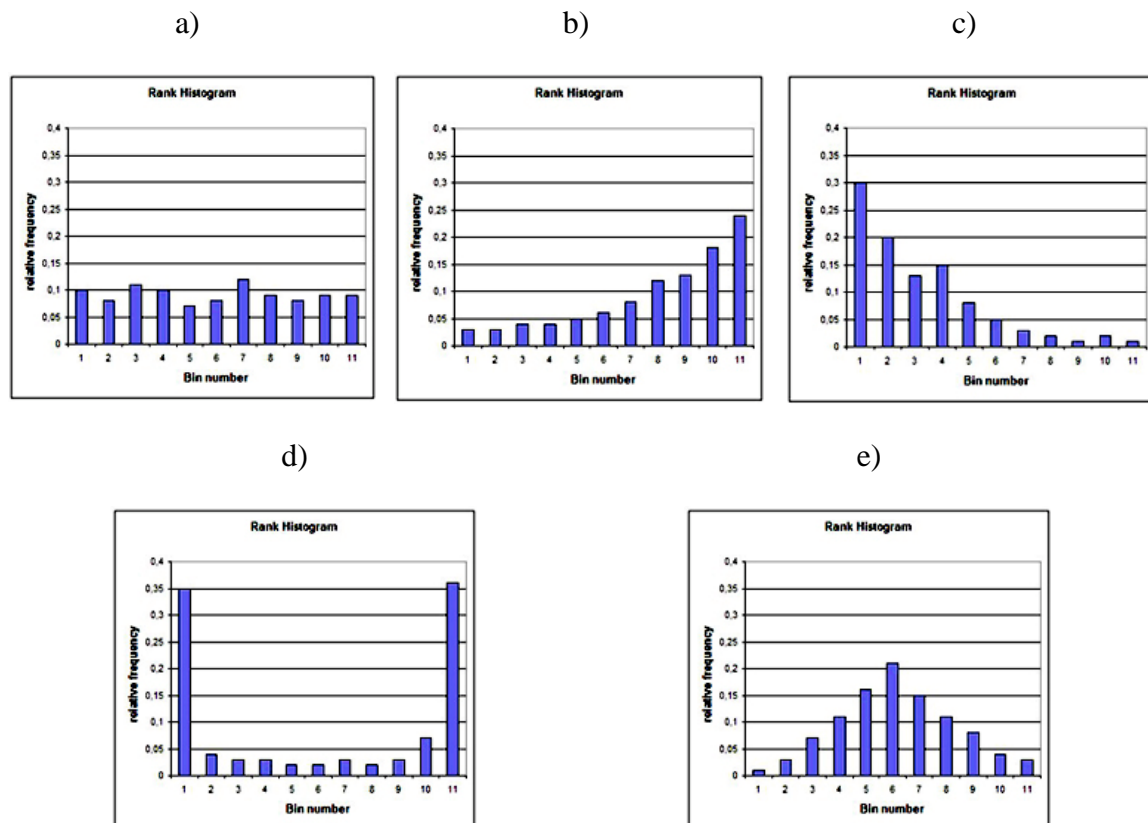 a)
b)
c)
Rank Histogram
relative frequency
0,4
0,35
0,3
0,25
0,2
0,15
0,1
0,05
0
1 2 3 4 5 6 7 8 9 10 11
Bin number
Rank Histogram
relative frequency
0,4
0,35
0,3
0,25
0,2
0,15
0,1
0,05
0
1 2 3 4 5 6 7 8 9 10 11
Bin number
Rank Histogram
relative frequency
0,4
0,35
0,3
0,25
0,2
0,15
0,1
0,05
0
1 2 3 4 5 6 7 8 9 10 11
Bin number
d)
e)
Rank Histogram
relative frequency
0,4
0,35
0,3
0,25
0,2
0,15
0,1
0,05
0
1 2 3 4 5 6 7 8 9 10 11
Bin number
Rank Histogram
relative frequency
0,4
0,35
0,3
0,25
0,2
0,15
0,1
0,05
0
1 2 3 4 5 6 7 8 9 10 11
Bin number